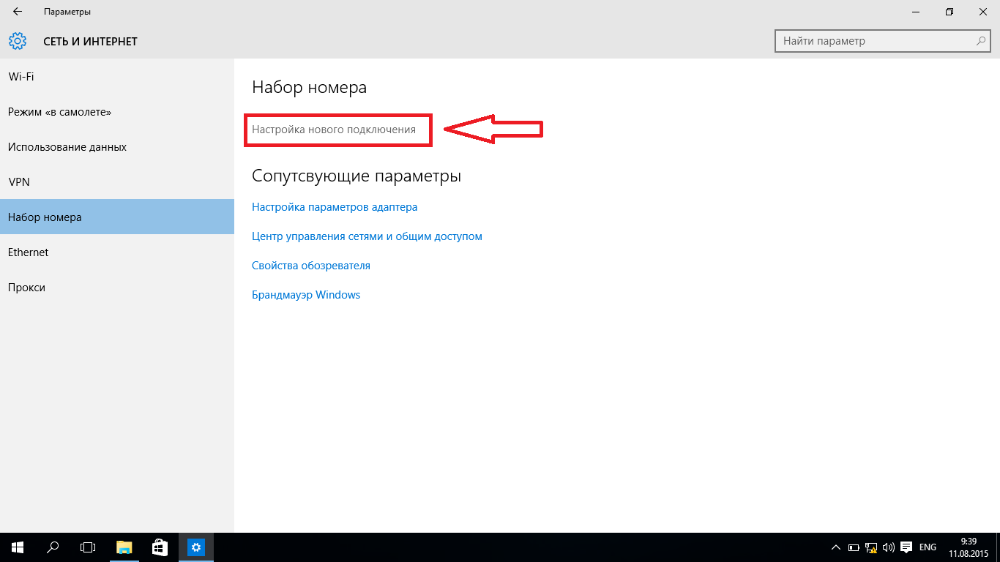 Параметры
СЕТЬ И ИНТЕРНЕТ
Найти параметр
Wi-Fi
Режим «в самолете»
Использование данных
VPN
Набор номера
Ethernet
Прокси
Набор номера
Настройка нового подключения
Сопутсвующие параметры
Настройка параметров адаптера
Центр управления сетями и общим доступом
Свойства обозревателя
Брандмауэр Windows
ENG
9:39
11.08.2015